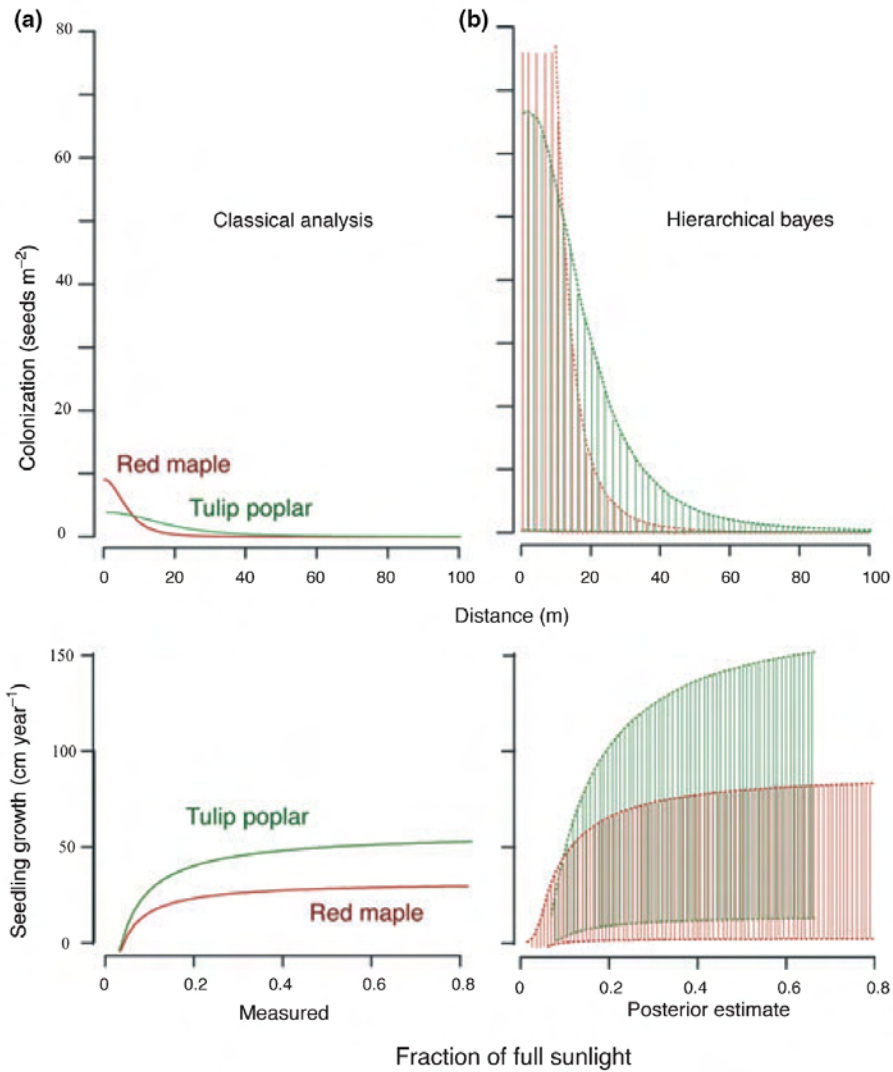 (a)
(b)
80
60
40
20
0
Colonization (seeds m−2)
Classical analysis
Hierarchical bayes
Red maple
Tulip poplar
0 20 40 60 80 100
0 20 40 60 80 100
Distance (m)
150
100
50
0
Seedling growth (cm year−1)
Tulip poplar
Red maple
0 0.2 0.4 0.6 0.8
0 0.2 0.4 0.6 0.8
Measured
Posterior estimate
Fraction of full sunlight